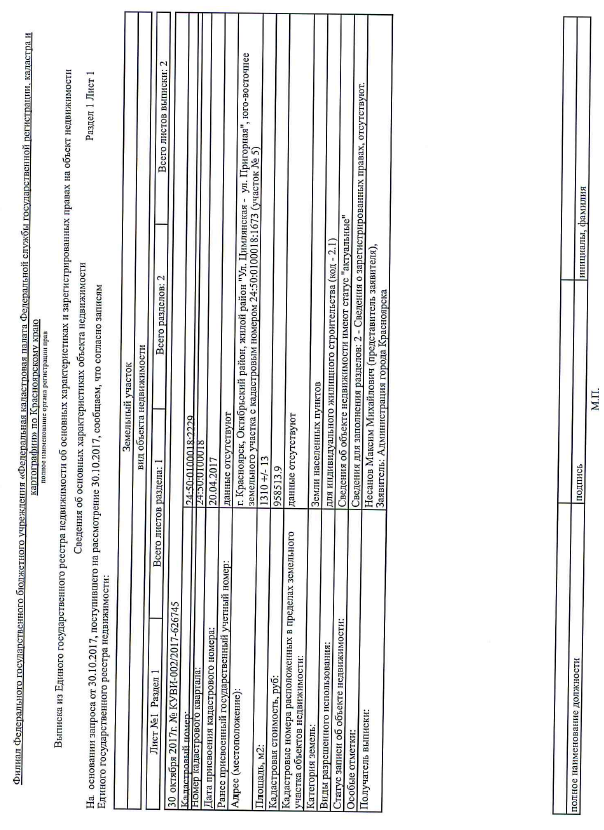 Филиал Федерального государственного бюджетного учреждения «Федеральная кадастровая палата Федеральной службы государственной регистрации, кадастра и
картографии» по Красноярскому краю
полное наименование органа регистрации прав
Выписка из Единого государственного реестра недвижимости об основных характеристиках и зарегистрированных правах на объект недвижимости
Сведения об основных характеристиках объекта недвижимости
Раздел 1 Лист 1
На основании запроса от 30.10.2017, поступившего на рассмотрение 30.10.2017, сообщаем, что согласно записям
Единого государственного реестра недвижимости:
Земельный участок
вид объекта недвижимости
Лист №1 Раздел 1 Всего листов раздела: 1 Всего разделов: 2 Всего листов выписки: 2
30 октября 2017г. № КУВИ-002/2017-626745
Кадастровый номер: 24:50:0100018:2229
Номер кадастрового квартала: 24:50:0100018
Дата присвоения кадастрового номера: 20.04.2017
Ранее присвоенный государственный учетный номер: данные отсутствуют
Адрес (местоположение): г. Красноярск, Октябрьский район, жилой район "Ул. Цимлянская - ул. Пригорная", юго-восточнее
земельного участка с кадастровым номером 24:50:0100018:1673 (участок № 5)
Площадь, м2: 1310 +/- 13
Кадастровая стоимость, руб: 958513.9
Кадастровые номера расположенных в пределах земельного
участка объектов недвижимости: данные отсутствуют
Категория земель: Земли населенных пунктов
Виды разрешенного использования: для индивидуального жилищного строительства (код - 2.1)
Статус записи об объекте недвижимости: Сведения об объекте недвижимости имеют статус "актуальные"
Особые отметки: Сведения для заполнения разделов: 2 - Сведения о зарегистрированных правах, отсутствуют.
Получатель выписки: Несанов Максим Михайлович (представитель заявителя),
Заявитель: Администрация города Красноярска
полное наименование должности подпись инициалы, фамилия
М.П.